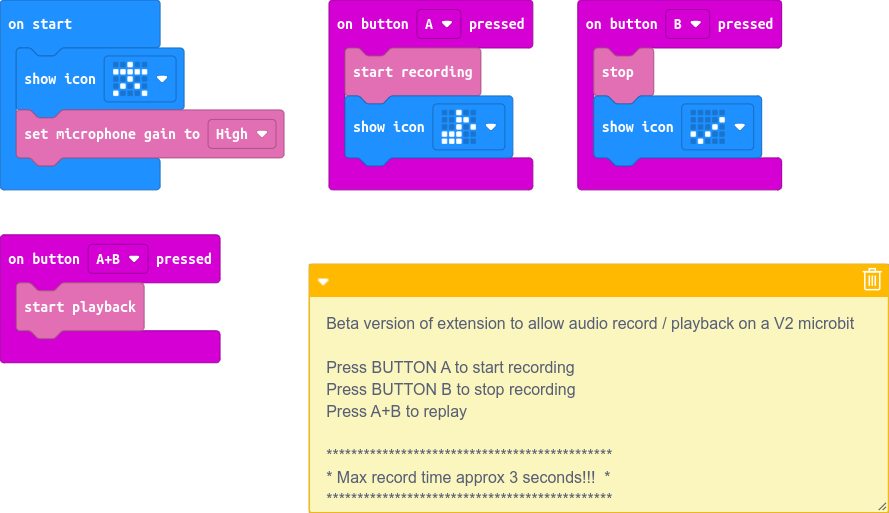 on start
show icon
set microphone gain to High
on button A pressed
start recording
show icon
on button B pressed
stop
show icon
on button A+B pressed
start playback
Beta version of extension to allow audio record / playback on a V2 microbit
Press BUTTON A to start recording
Press BUTTON B to stop recording
Press A+B to replay
**********************************************
* Max record time approx 3 seconds!!!  *
**********************************************